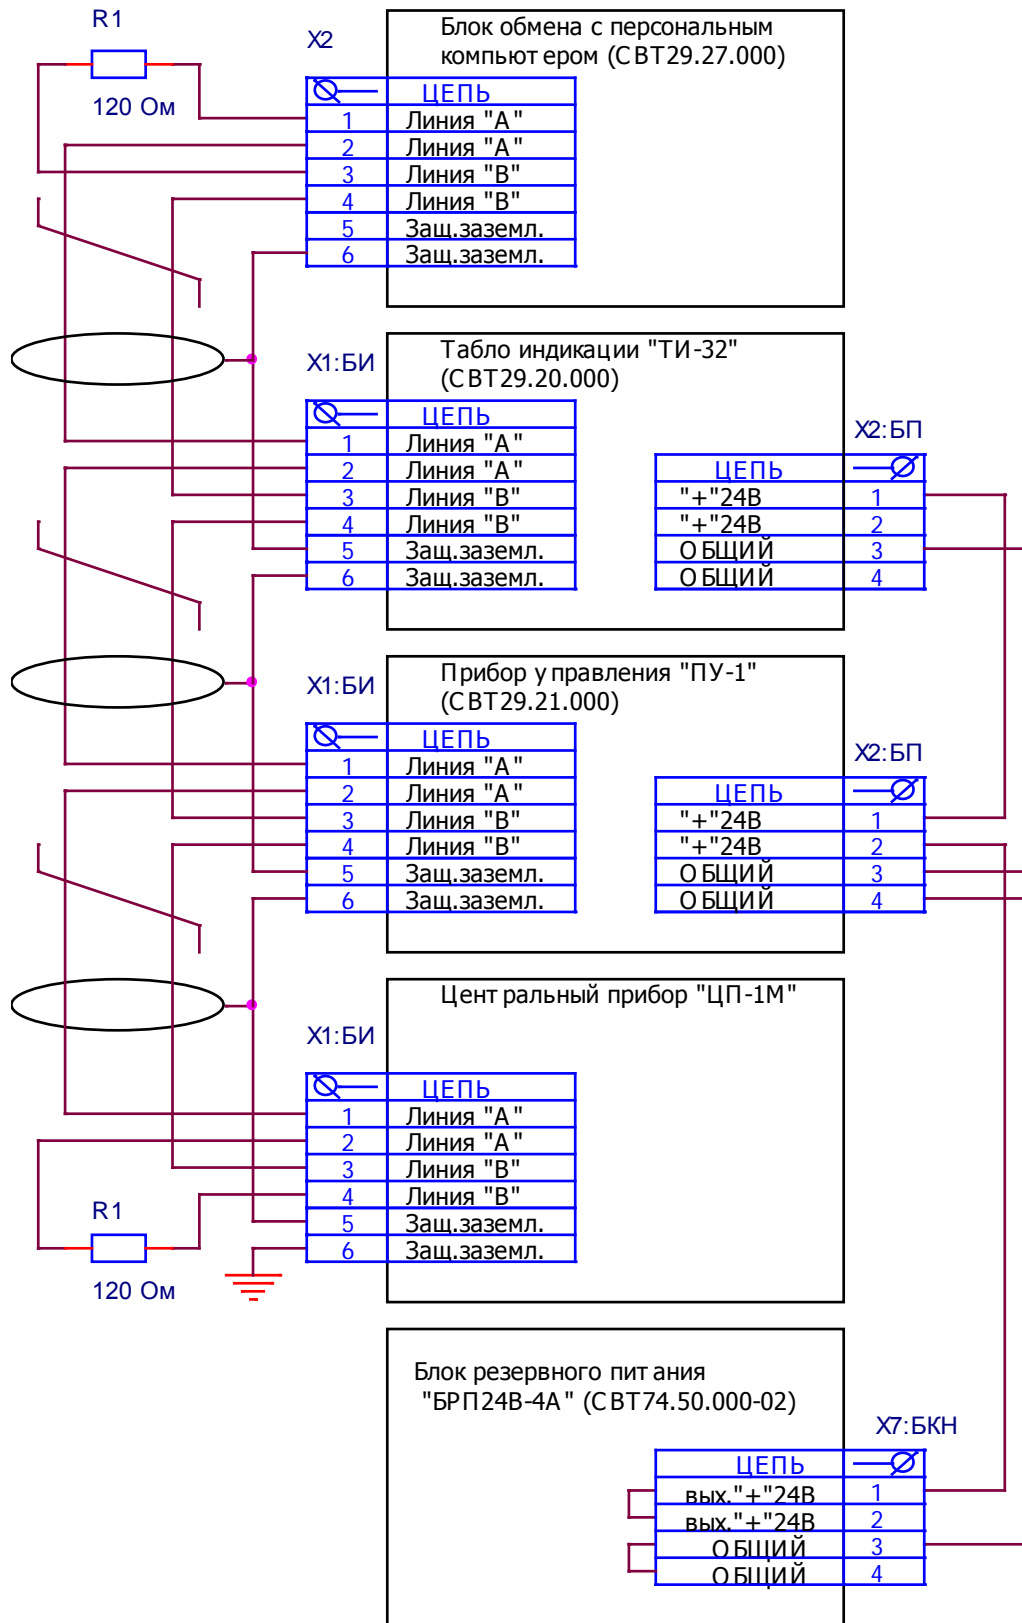 R1
120 Ом
X2
Блок обмена с персональным
компьютером (СВТ29.27.000)
ЦЕПЬ
1 Линия "А"
2 Линия "А"
3 Линия "В"
4 Линия "В"
5 Защ.заземл.
6 Защ.заземл.
X1:БИ
Табло индикации "ТИ-32"
(СВТ29.20.000)
ЦЕПЬ
1 Линия "А"
2 Линия "А"
3 Линия "В"
4 Линия "В"
5 Защ.заземл.
6 Защ.заземл.
X2:БП
ЦЕПЬ
"+"24В 1
"+"24В 2
ОБЩИЙ 3
ОБЩИЙ 4
X1:БИ
Прибор управления "ПУ-1"
(СВТ29.21.000)
ЦЕПЬ
1 Линия "А"
2 Линия "А"
3 Линия "В"
4 Линия "В"
5 Защ.заземл.
6 Защ.заземл.
X2:БП
ЦЕПЬ
"+"24В 1
"+"24В 2
ОБЩИЙ 3
ОБЩИЙ 4
Центральный прибор "ЦП-1М"
X1:БИ
ЦЕПЬ
1 Линия "А"
2 Линия "А"
3 Линия "В"
4 Линия "В"
5 Защ.заземл.
6 Защ.заземл.
R1
120 Ом
Блок резервного питания
"БРП24В-4А" (СВТ74.50.000-02)
X7:БКН
ЦЕПЬ
вых."+"24В 1
вых."+"24В 2
ОБЩИЙ 3
ОБЩИЙ 4